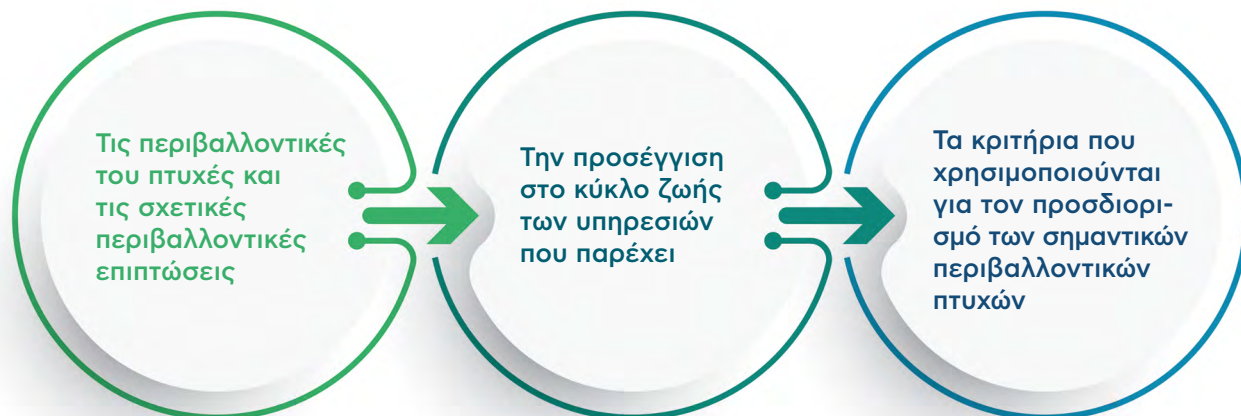 Τις περιβαλλοντικές
του πτυχές και
τις σχετικές
περιβαλλοντικές
επιπτώσεις
Την προσέγγιση
στο κύκλο ζωής
των υπηρεσιών
που παρέχει
Τα κριτήρια που
χρησιμοποιούνται
για τον προσδιορι-
σμό των σημαντικών
περιβαλλοντικών
πτυχών